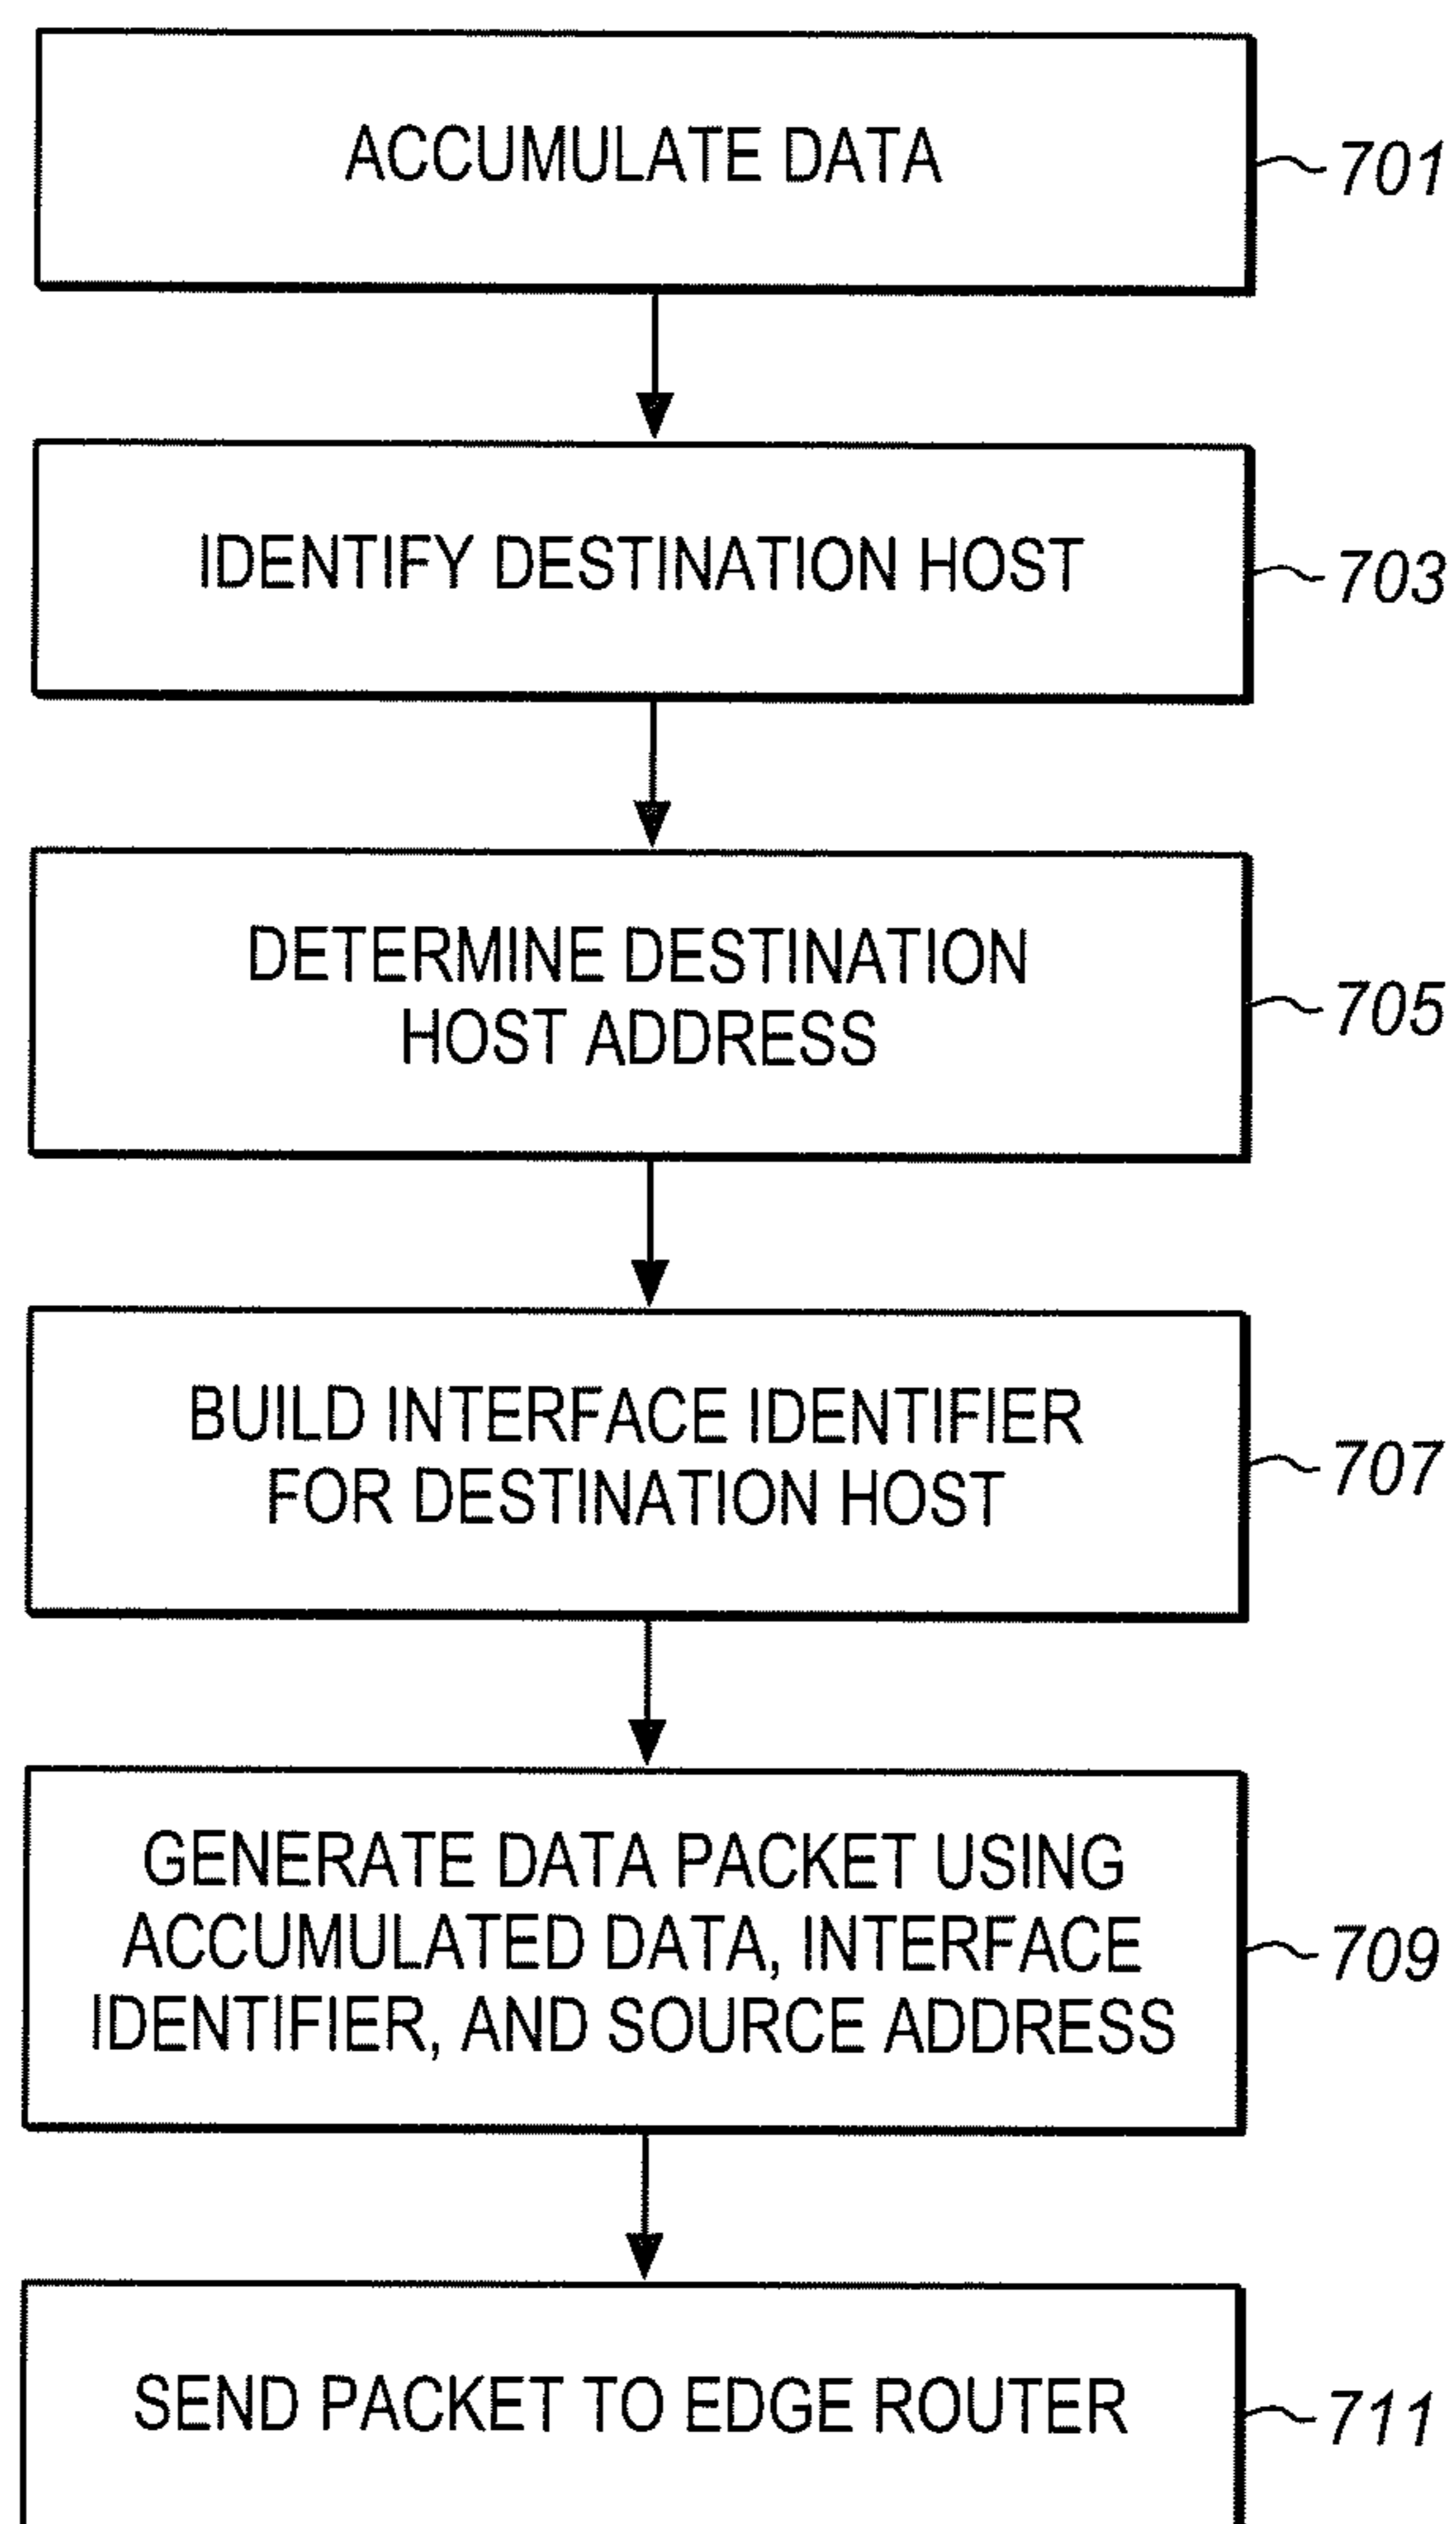 ACCUMULATE DATA
701
IDENTIFY DESTINATION HOST
703
DETERMINE DESTINATION
HOST ADDRESS
705
BUILD INTERFACE IDENTIFIER
FOR DESTINATION HOST
707
GENERATE DATA PACKET USING
ACCUMULATED DATA, INTERFACE
IDENTIFIER, AND SOURCE ADDRESS
709
SEND PACKET TO EDGE ROUTER
711